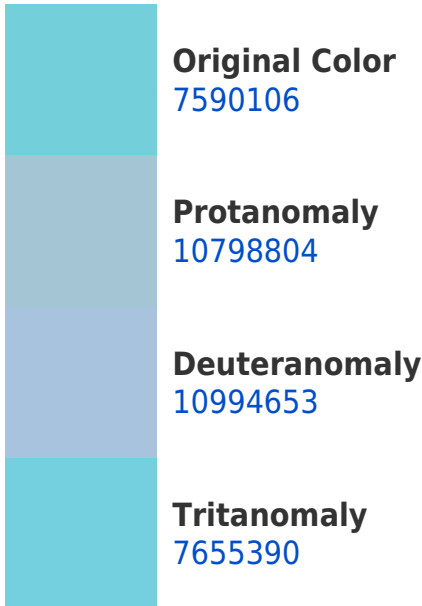 Original Color
7590106
Protanomaly
10798804
Deuteranomaly
10994653
Tritanomaly
7655390